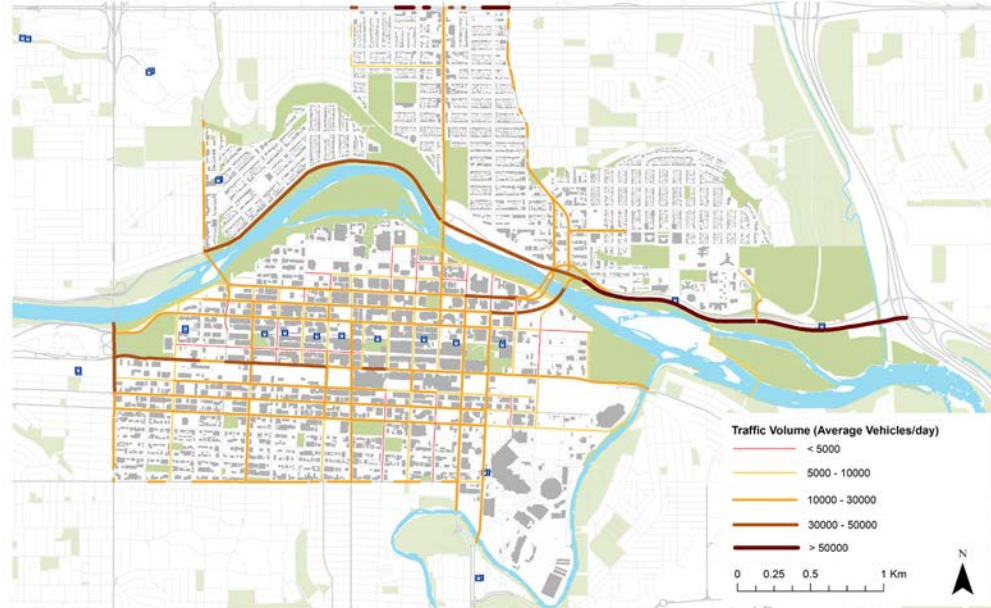 Traffic Volume (Average Vehicles/day)
< 5000
5000 - 10000
10000 - 30000
30000 - 50000
> 50000
0 0.25 0.5 1 Km
N